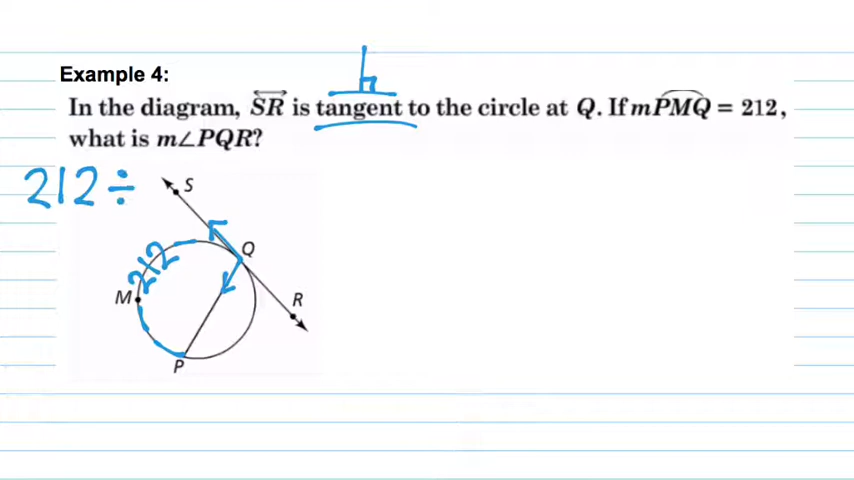 Example 4:
h
In the diagram, SR is tangent to the circle at Q. If mPMQ = 212,
what is m∠PQR?
212 ÷
S
Q
212
M
R
P